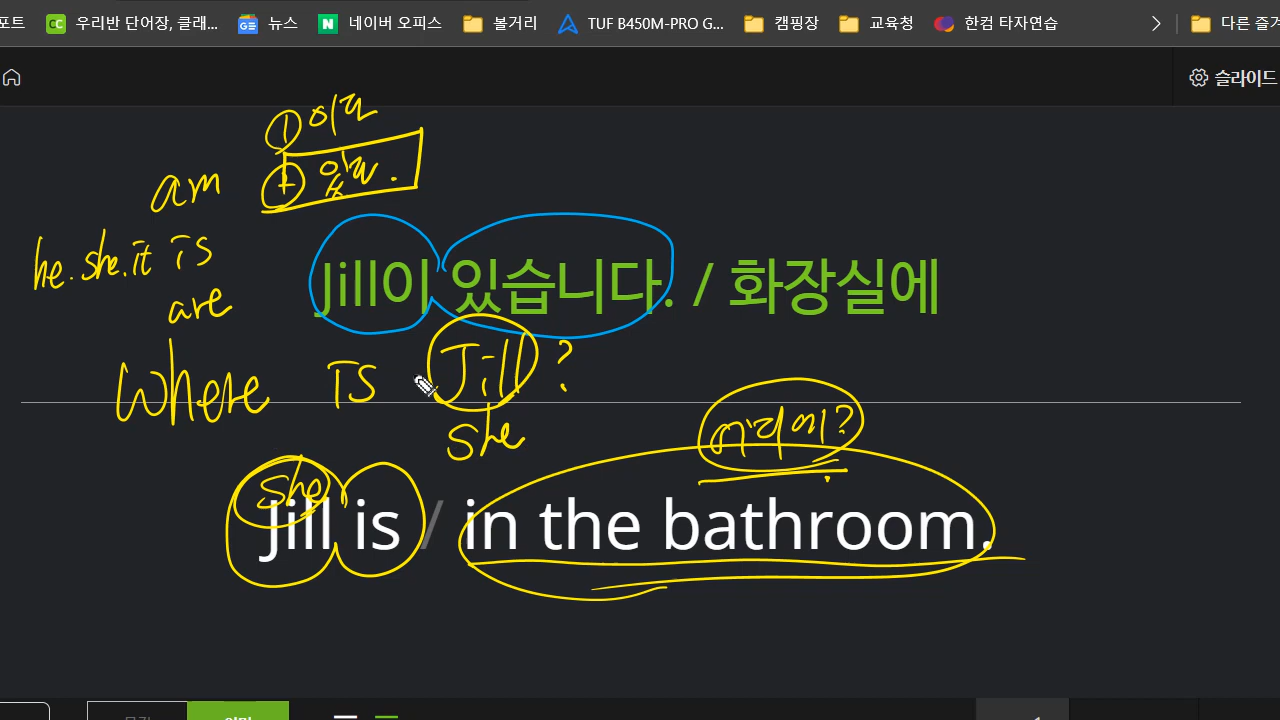 포트 우리반 단어장, 클래... 뉴스 네이버 오피스 볼거리 TUF B450M-PRO G... 캠핑장 교육청 한컴 타자연습 다른 즐겨
슬라이드
① 이다
② 있다.
am
he.she.it is
are
Jill이 있습니다. / 화장실에
Where is Jill ?
she
어디에?
she
Jill is / in the bathroom.